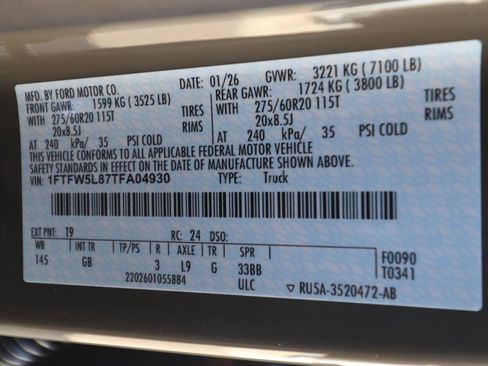 MFD. BY FORD MOTOR CO.
01/26 GVWR: 3221 KG ( 7100 LB)
FRONT GAWR: 1599 KG ( 3525 LB)
REAR GAWR: 1724 KG ( 3800 LB)
WITH 275/60R20 115T TIRES WITH 275/60R20 115T TIRES
20x8.5J RIMS 20x8.5J RIMS
AT 240 kPa/ 35 PSI COLD AT 240 kPa/ 35 PSI COLD
THIS VEHICLE CONFORMS TO ALL APPLICABLE FEDERAL MOTOR VEHICLE
SAFETY STANDARDS IN EFFECT ON THE DATE OF MANUFACTURE SHOWN ABOVE.
VIN: 1FTFW5L87TFA04930 TYPE: Truck
EXT PNT: T9 RC: 24 DSO:
WB INT TR TP/PS R AXLE TR SPR
145 GB 3 L9 G 33BB
2202601055884 ULC
F0090
T0341
▽ RU5A-3520472-AB